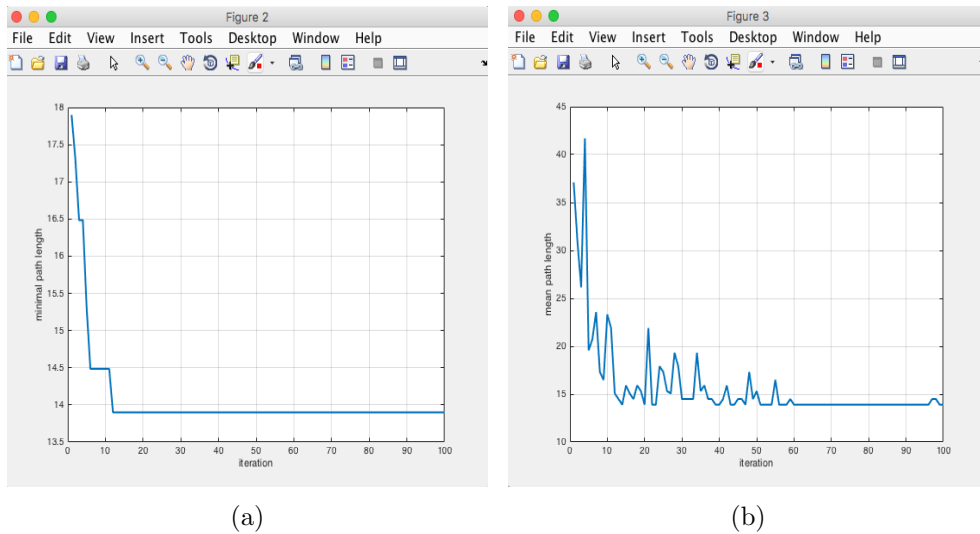 Figure 2
File Edit View Insert Tools Desktop Window Help
18
17.5
17
16.5
16
15.5
15
14.5
14
13.5
minimal path length
0 10 20 30 40 50 60 70 80 90 100
iteration
(a)
Figure 3
File Edit View Insert Tools Desktop Window Help
45
40
35
30
25
20
15
10
mean path length
0 10 20 30 40 50 60 70 80 90 100
iteration
(b)